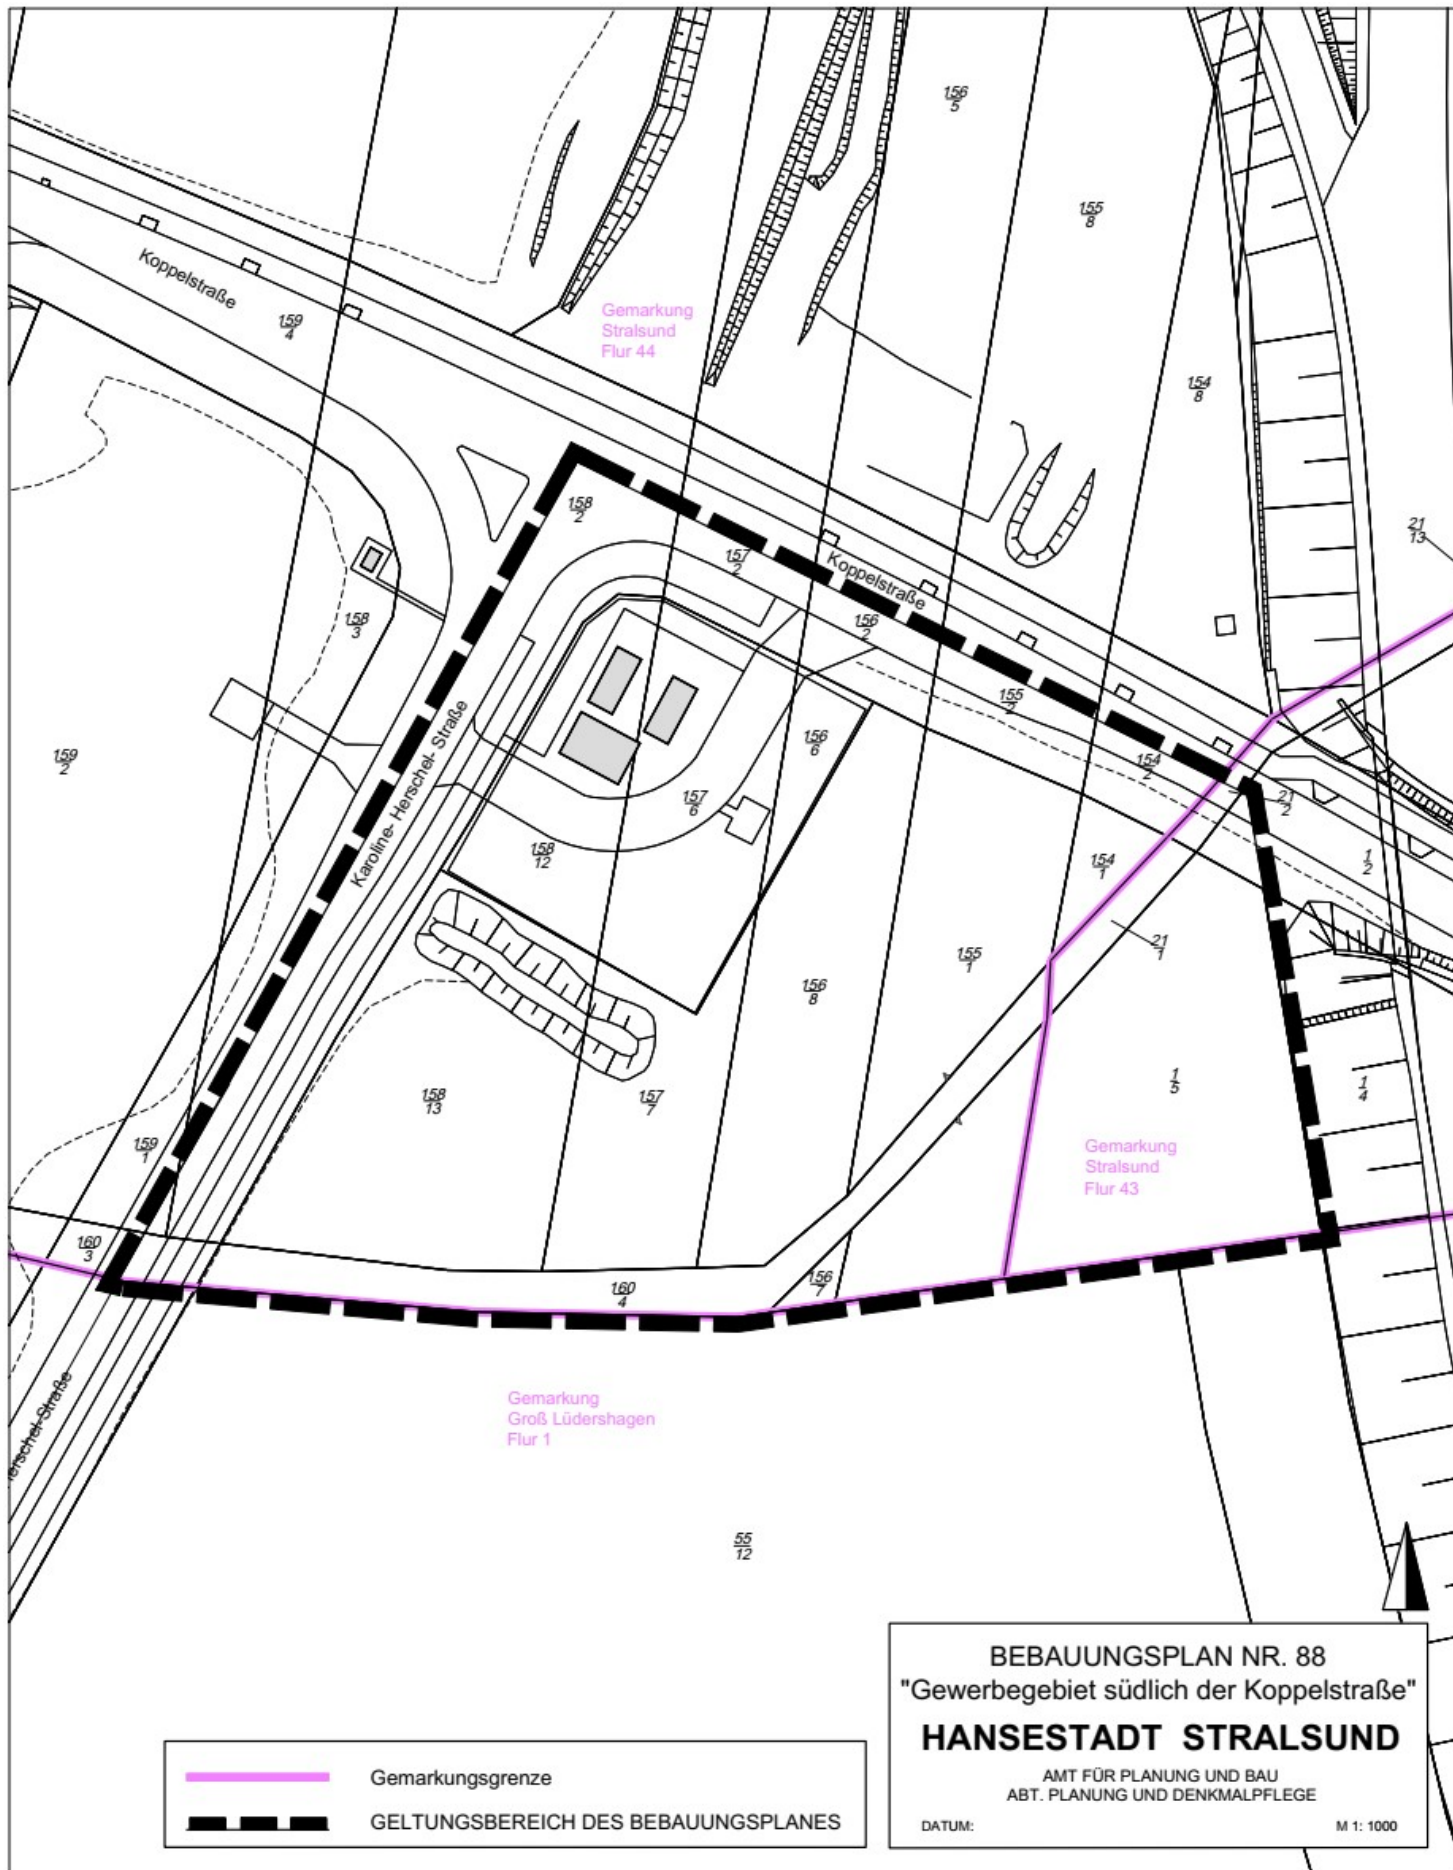 156
5
155
8
Koppelstraße
159
4
Gemarkung
Stralsund
Flur 44
154
8
158
2
21
13
157
2
Koppelstraße
158
3
156
2
155
2
159
2
Karoline- Herschel- Straße
156
6
154
2
21
2
157
6
158
12
154
1
1
2
21
1
155
1
156
8
158
13
157
7
1
5
1
4
159
1
Gemarkung
Stralsund
Flur 43
160
3
160
4
156
7
Herschel-Straße
Gemarkung
Groß Lüdershagen
Flur 1
55
12
BEBAUUNGSPLAN NR. 88
"Gewerbegebiet südlich der Koppelstraße"
HANSESTADT STRALSUND
AMT FÜR PLANUNG UND BAU
ABT. PLANUNG UND DENKMALPFLEGE
DATUM: M 1: 1000
Gemarkungsgrenze
GELTUNGSBEREICH DES BEBAUUNGSPLANES